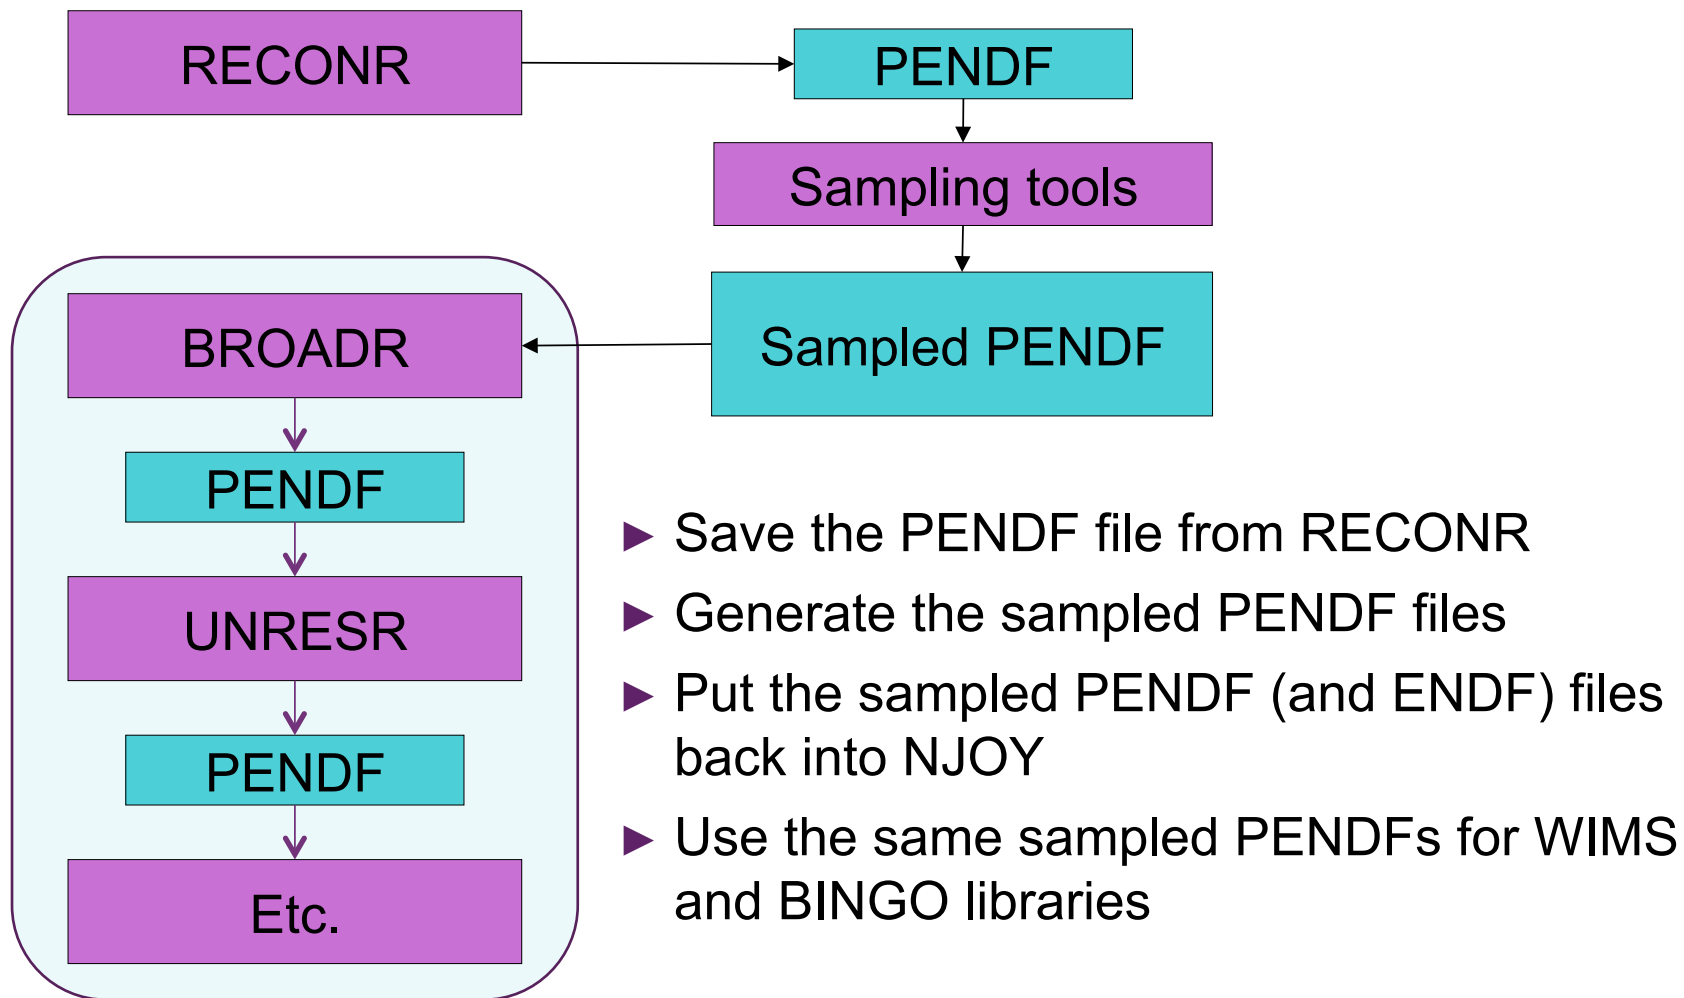 RECONR
PENDF
Sampling tools
Sampled PENDF
BROADR
PENDF
UNRESR
PENDF
Etc.
► Save the PENDF file from RECONR
► Generate the sampled PENDF files
► Put the sampled PENDF (and ENDF) files
back into NJOY
► Use the same sampled PENDFs for WIMS
and BINGO libraries